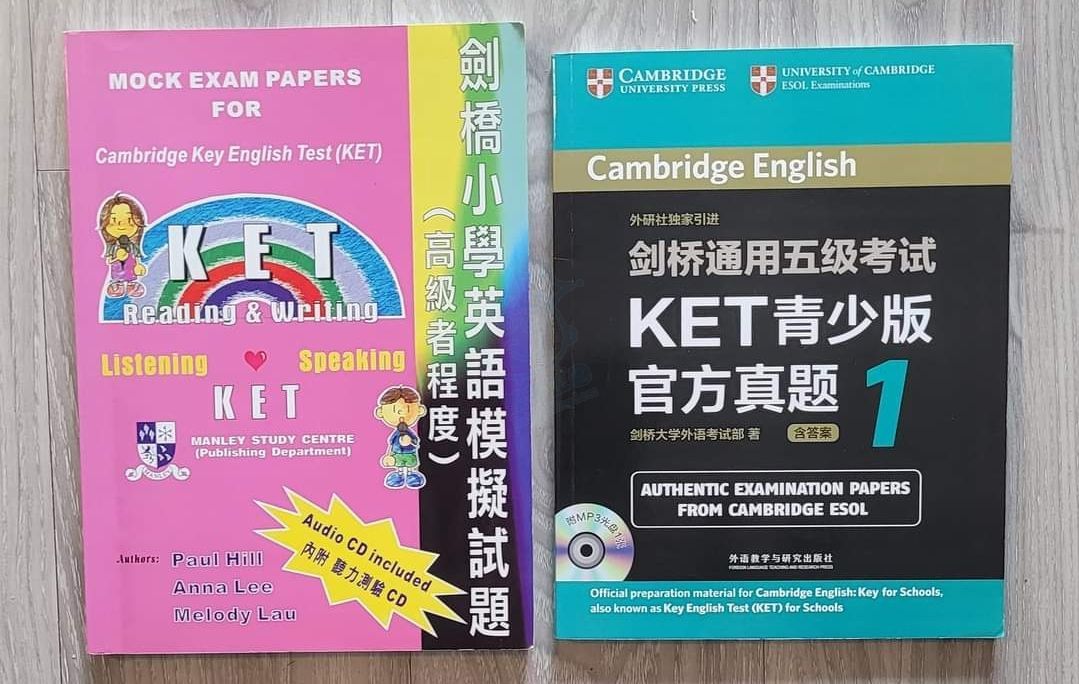 MOCK EXAM PAPERS
FOR
Cambridge Key English Test (KET)
KET
Reading & Writing
Listening
Speaking
KET
MANLEY STUDY CENTRE
(Publishing Department)
MANLEY
Audio CD included
內附 聽力測驗 CD
Authors: Paul Hill
Anna Lee
Melody Lau
劍橋小學英語模擬試題
(高級者程度)
CAMBRIDGE
UNIVERSITY PRESS
UNIVERSITY of CAMBRIDGE
ESOL Examinations
Cambridge English
外研社独家引进
剑桥通用五级考试
KET青少版
官方真题 1
剑桥大学外语考试部 著
含答案
AUTHENTIC EXAMINATION PAPERS
FROM CAMBRIDGE ESOL
附MP3光盘1张
外语教学与研究出版社
FOREIGN LANGUAGE TEACHING AND RESEARCH PRESS
Official preparation material for Cambridge English: Key for Schools,
also known as Key English Test (KET) for Schools